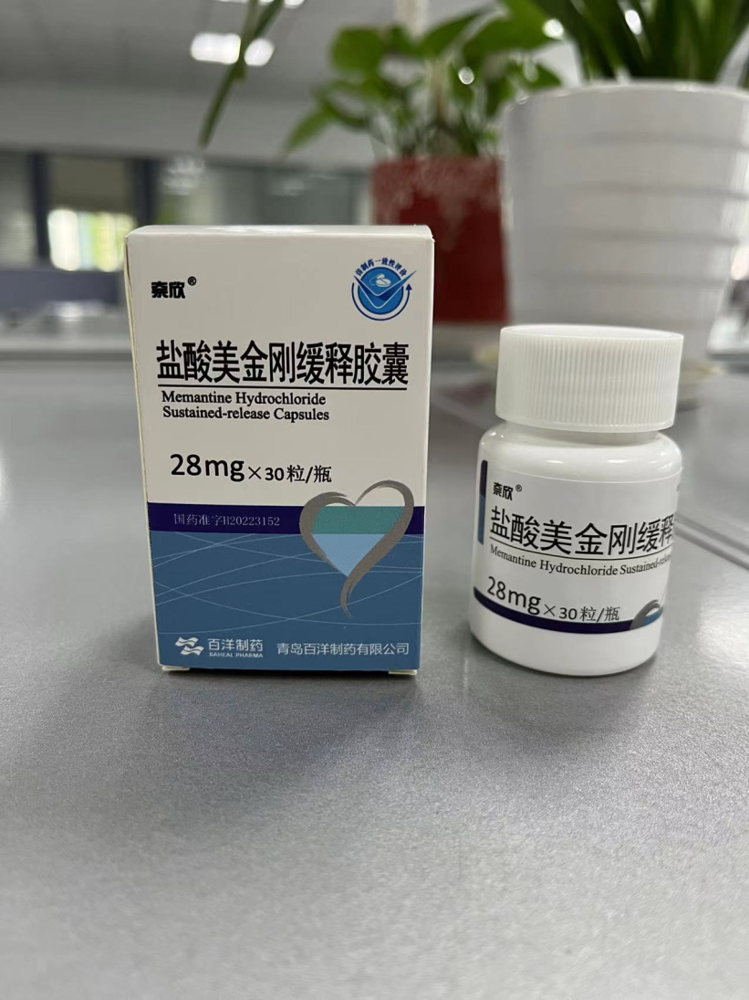 奈欣®
仿制药一致性评价
盐酸美金刚缓释胶囊
Memantine Hydrochloride
Sustained-release Capsules
28mg×30粒/瓶
国药准字H20223152
百洋制药
BAHEAL PHARMA
青岛百洋制药有限公司
奈欣®
盐酸美金刚缓释
Memantine Hydrochloride Sustained-release
28mg×30粒/瓶